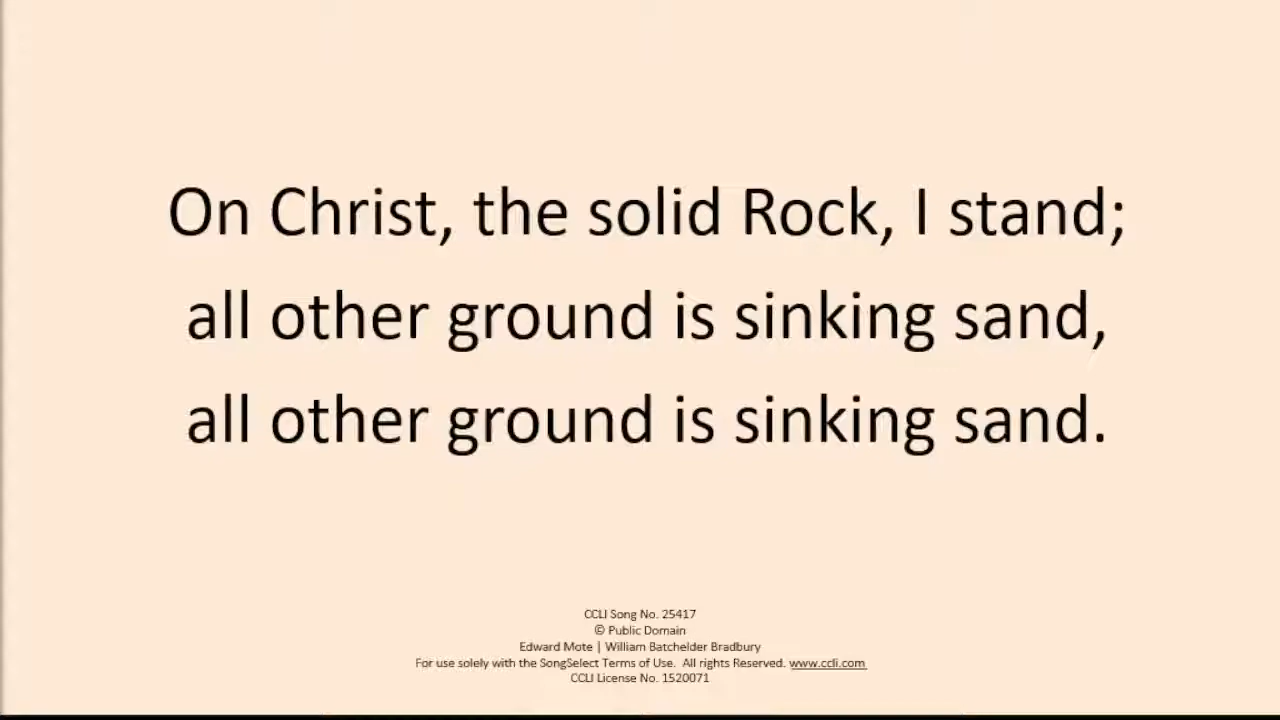 On Christ, the solid Rock, I stand;
all other ground is sinking sand,
all other ground is sinking sand.
CCLI Song No. 25417
© Public Domain
Edward Mote | William Batchelder Bradbury
For use solely with the SongSelect Terms of Use.  All rights Reserved. www.ccli.com
CCLI License No. 1520071